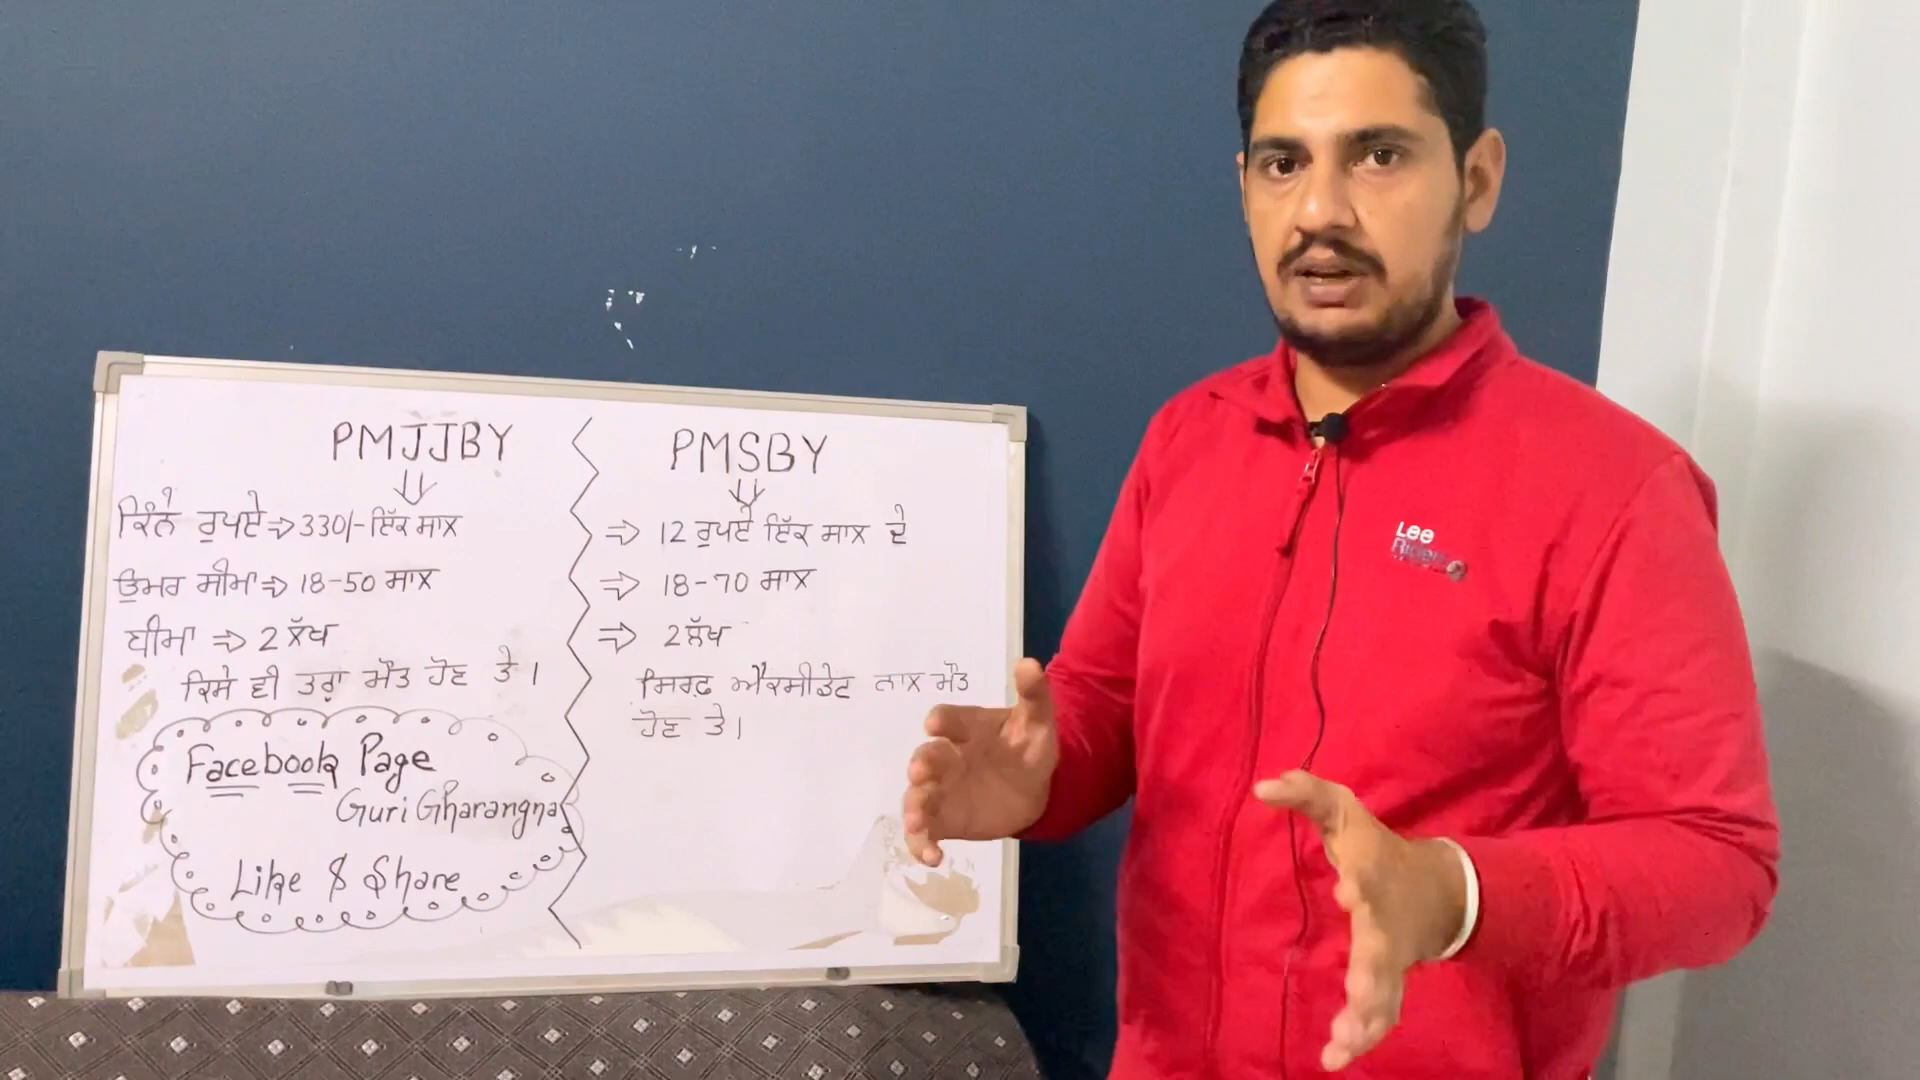 PMJJBY
ਕਿੰਨੇ ਰੁਪਏ ⇒ 330/- ਇੱਕ ਸਾਲ
ਉਮਰ ਸੀਮਾ ⇒ 18-50 ਸਾਲ
ਬੀਮਾ ⇒ 2 ਲੱਖ
ਕਿਸੇ ਵੀ ਤਰ੍ਹਾਂ ਮੌਤ ਹੋਣ ਤੇ।
Facebook Page
Guri Gharangna
Like & Share
PMSBY
⇒ 12 ਰੁਪਏ ਇੱਕ ਸਾਲ ਦੇ
⇒ 18-70 ਸਾਲ
⇒ 2 ਲੱਖ
ਸਿਰਫ਼ ਐਕਸੀਡੇਂਟ ਨਾਲ ਮੌਤ
ਹੋਣ ਤੇ।
Lee
Riders